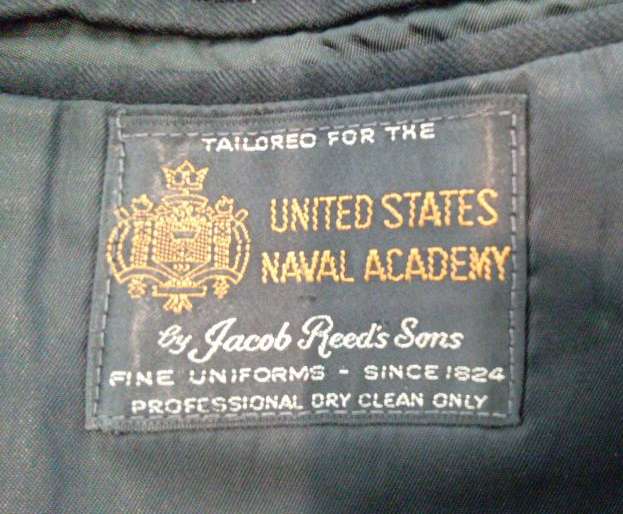 TAILORED FOR THE
UNITED STATES
NAVAL ACADEMY
by Jacob Reed's Sons
FINE UNIFORMS - SINCE 1824
PROFESSIONAL DRY CLEAN ONLY